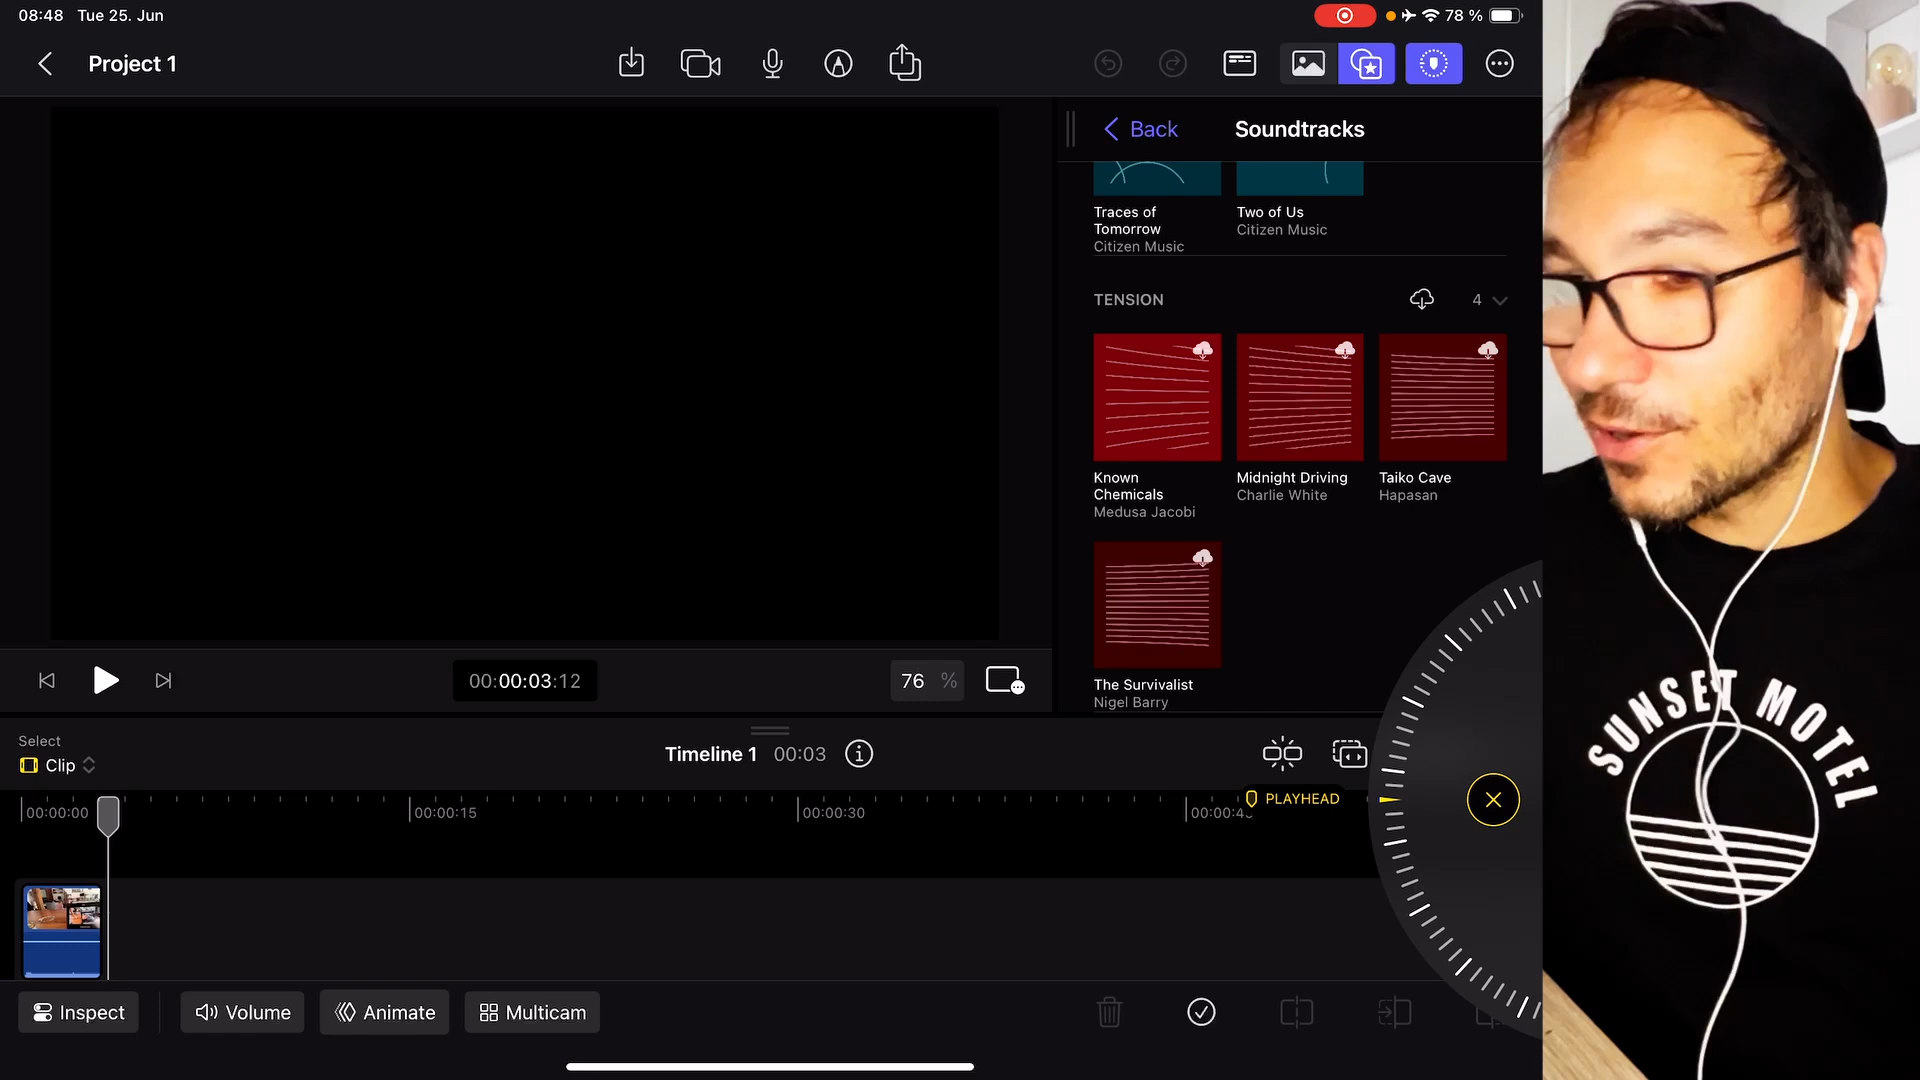 08:48 Tue 25. Jun
78 %
Project 1
Back
Soundtracks
Traces of
Tomorrow
Citizen Music
Two of Us
Citizen Music
TENSION
4
Known
Chemicals
Medusa Jacobi
Midnight Driving
Charlie White
Taiko Cave
Hapasan
The Survivalist
Nigel Barry
00:00:03:12
76 %
Select
Clip
Timeline 1 00:03
00:00:00
00:00:15
00:00:30
PLAYHEAD
Inspect
Volume
Animate
Multicam
SUNSET MOTEL